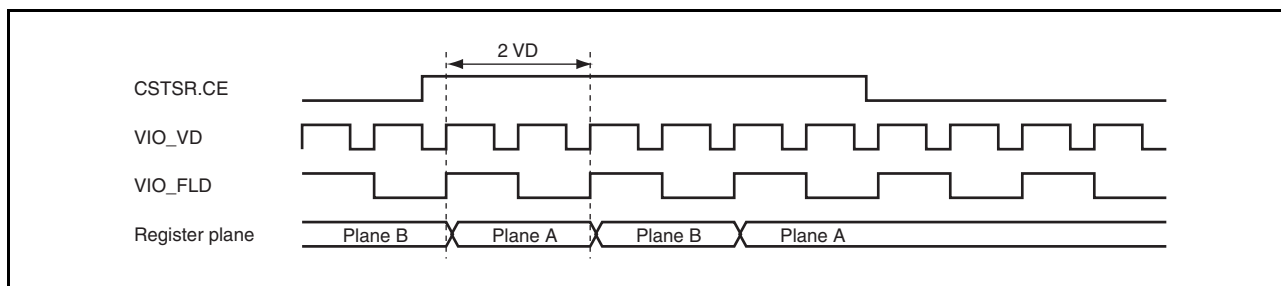 2 VD
CSTSR.CE
VIO_VD
VIO_FLD
Register plane Plane B Plane A Plane B Plane A